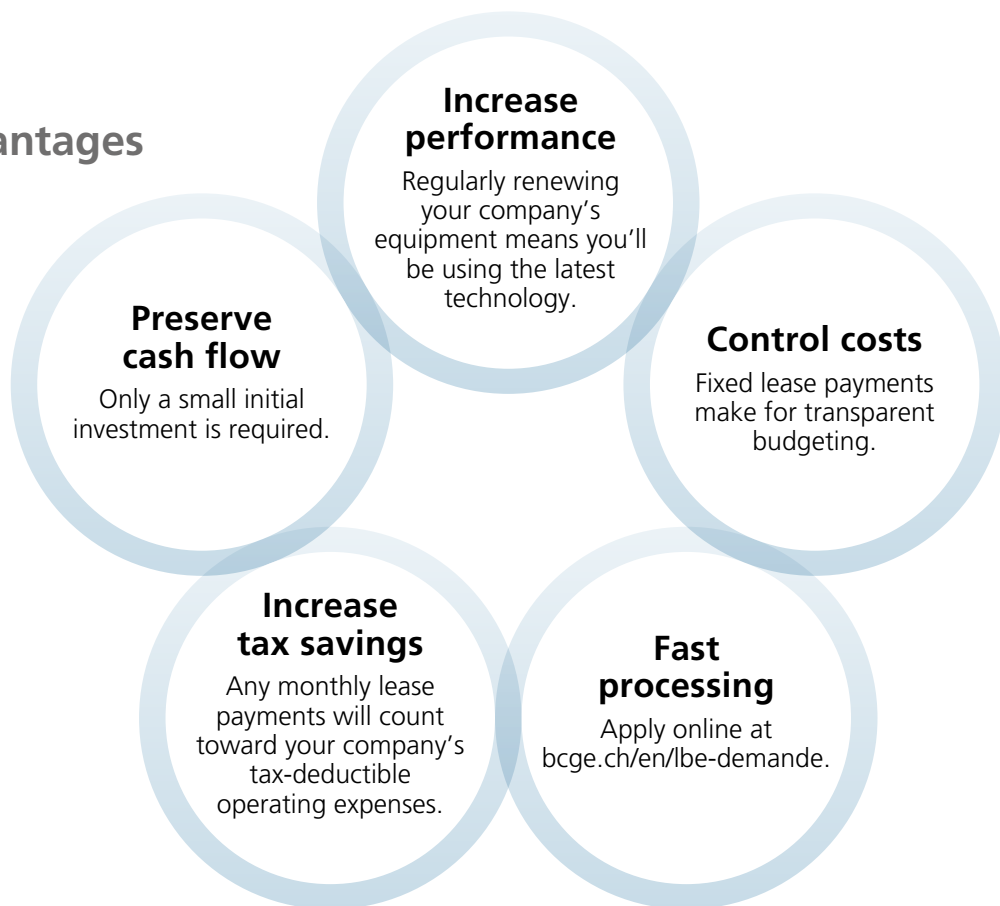 antages
Increase
performance
Regularly renewing
your company’s
equipment means you’ll
be using the latest
technology.
Preserve
cash flow
Only a small initial
investment is required.
Control costs
Fixed lease payments
make for transparent
budgeting.
Increase
tax savings
Any monthly lease
payments will count
toward your company’s
tax-deductible
operating expenses.
Fast
processing
Apply online at
bcge.ch/en/lbe-demande.